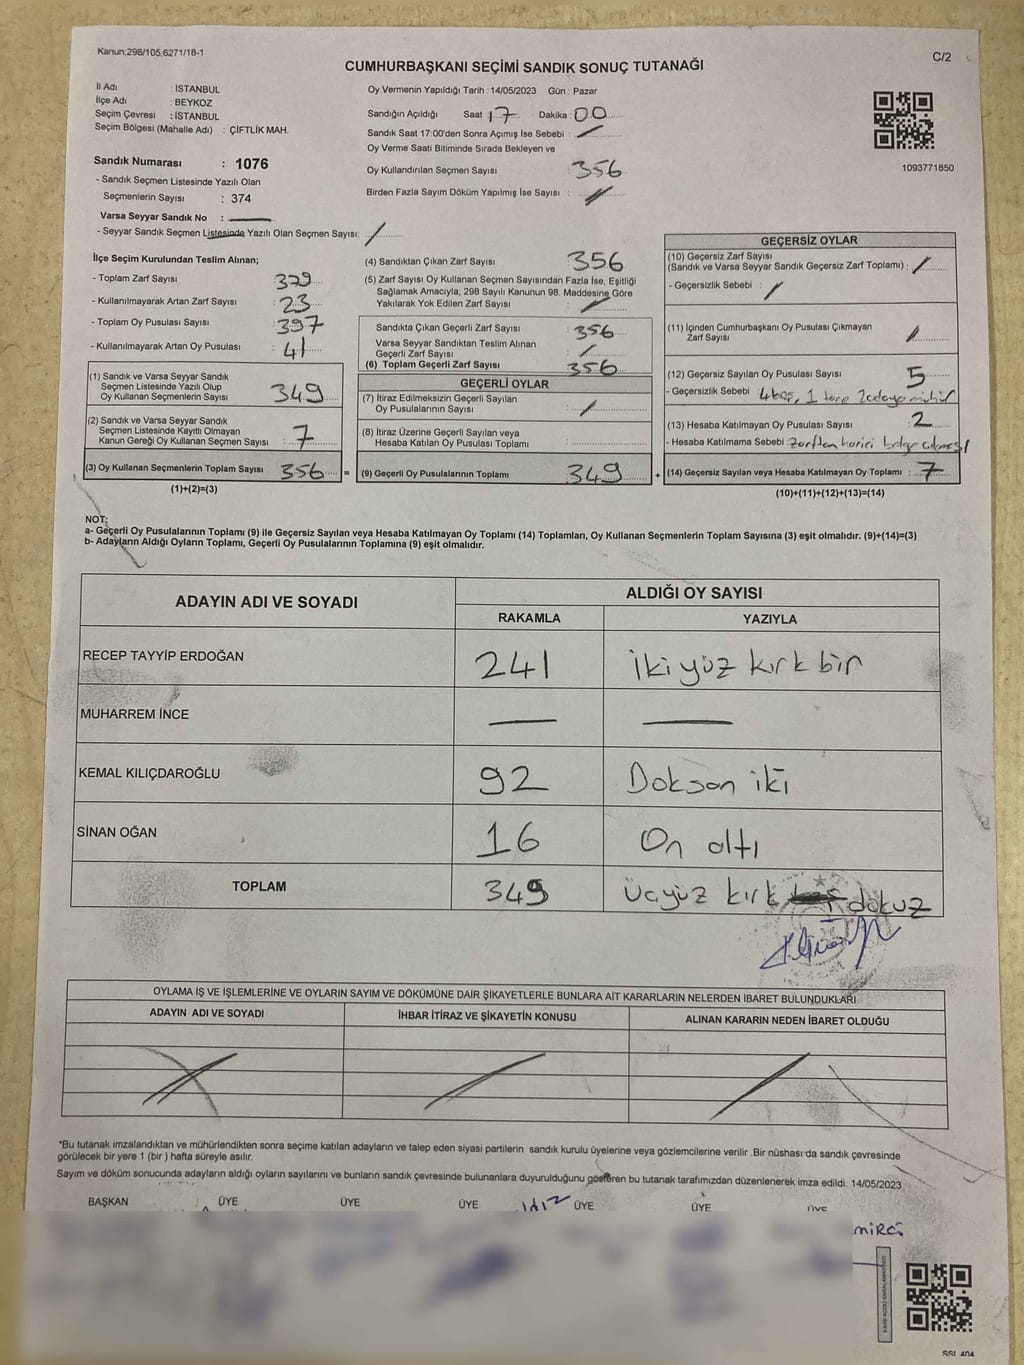 Kanun;298/105,6271/18-1
C/2
CUMHURBAŞKANI SEÇİMİ SANDIK SONUÇ TUTANAĞI
İl Adı : İSTANBUL
İlçe Adı : BEYKOZ
Seçim Çevresi : İSTANBUL
Seçim Bölgesi (Mahalle Adı) : ÇİFTLİK MAH.
Sandık Numarası : 1076
- Sandık Seçmen Listesinde Yazılı Olan
Seçmenlerin Sayısı : 374
Varsa Seyyar Sandık No :
- Seyyar Sandık Seçmen Listesinde Yazılı Olan Seçmen Sayısı:
Oy Vermenin Yapıldığı Tarih : 14/05/2023 Gün : Pazar
Sandığın Açıldığı Saat 17 Dakika : 00
Sandık Saat 17:00'den Sonra Açımış İse Sebebi :
Oy Verme Saati Bitiminde Sırada Bekleyen ve
Oy Kullandırılan Seçmen Sayısı : 356
Birden Fazla Sayım Döküm Yapılmış İse Sayısı :
1093771850
İlçe Seçim Kurulundan Teslim Alınan;
- Toplam Zarf Sayısı : 379
- Kullanılmayarak Artan Zarf Sayısı : 23
- Toplam Oy Pusulası Sayısı : 397
- Kullanılmayarak Artan Oy Pusulası : 41
(1) Sandık ve Varsa Seyyar Sandık
Seçmen Listesinde Yazılı Olup
Oy Kullanan Seçmenlerin Sayısı : 349
(2) Sandık ve Varsa Seyyar Sandık
Seçmen Listesinde Kayıtlı Olmayan
Kanun Gereği Oy Kullanan Seçmen Sayısı : 7
(3) Oy Kullanan Seçmenlerin Toplam Sayısı : 356 =
(1)+(2)=(3)
(4) Sandıktan Çıkan Zarf Sayısı : 356
(5) Zarf Sayısı Oy Kullanan Seçmen Sayısından Fazla İse, Eşitliği
Sağlamak Amacıyla; 298 Sayılı Kanunun 98. Maddesine Göre
Yakılarak Yok Edilen Zarf Sayısı :
Sandıkta Çıkan Geçerli Zarf Sayısı : 356
Varsa Seyyar Sandıktan Teslim Alınan
Geçerli Zarf Sayısı :
(6) Toplam Geçerli Zarf Sayısı : 356
GEÇERLİ OYLAR
(7) İtiraz Edilmeksizin Geçerli Sayılan
Oy Pusulalarının Sayısı :
(8) İtiraz Üzerine Geçerli Sayılan veya
Hesaba Katılan Oy Pusulası Toplamı :
(9) Geçerli Oy Pusulalarının Toplamı : 349 +
GEÇERSİZ OYLAR
(10) Geçersiz Zarf Sayısı
(Sandık ve Varsa Seyyar Sandık Geçersiz Zarf Toplamı) :
- Geçersizlik Sebebi :
(11) İçinden Cumhurbaşkanı Oy Pusulası Çıkmayan
Zarf Sayısı :
(12) Geçersiz Sayılan Oy Pusulası Sayısı : 5
- Geçersizlik Sebebi : 4 boş, 1 tane 2 adaya mühür
(13) Hesaba Katılmayan Oy Pusulası Sayısı : 2
- Hesaba Katılmama Sebebi : zarftan harici belge çıkması
(14) Geçersiz Sayılan veya Hesaba Katılmayan Oy Toplamı : 7
(10)+(11)+(12)+(13)=(14)
NOT:
a- Geçerli Oy Pusulalarının Toplamı (9) ile Geçersiz Sayılan veya Hesaba Katılmayan Oy Toplamı (14) Toplamları, Oy Kullanan Seçmenlerin Toplam Sayısına (3) eşit olmalıdır. (9)+(14)=(3)
b- Adayların Aldığı Oyların Toplamı, Geçerli Oy Pusulalarının Toplamına (9) eşit olmalıdır.
ADAYIN ADI VE SOYADI
ALDIĞI OY SAYISI
RAKAMLA YAZIYLA
RECEP TAYYİP ERDOĞAN 241 İki yüz kırk bir
MUHARREM İNCE
KEMAL KILIÇDAROĞLU 92 Doksan iki
SİNAN OĞAN 16 On altı
TOPLAM 349 Üçyüz kırk dokuz
OYLAMA İŞ VE İŞLEMLERİNE VE OYLARIN SAYIM VE DÖKÜMÜNE DAİR ŞİKAYETLERLE BUNLARA AİT KARARLARIN NELERDEN İBARET BULUNDUKLARI
ADAYIN ADI VE SOYADI İHBAR İTİRAZ VE ŞİKAYETİN KONUSU ALINAN KARARIN NEDEN İBARET OLDUĞU
*Bu tutanak imzalandıktan ve mühürlendikten sonra seçime katılan adayların ve talep eden siyasi partilerin sandık kurulu üyelerine veya gözlemcilerine verilir .Bir nüshası da sandık çevresinde
görülecek bir yere 1 (bir ) hafta süreyle asılır.
Sayım ve döküm sonucunda adayların aldığı oyların sayılarını ve bunların sandık çevresinde bulunanlara duyurulduğunu gösteren bu tutanak tarafımızdan düzenlenerek imza edildi. 14/05/2023
BAŞKAN ÜYE ÜYE ÜYE ÜYE ÜYE ÜYE